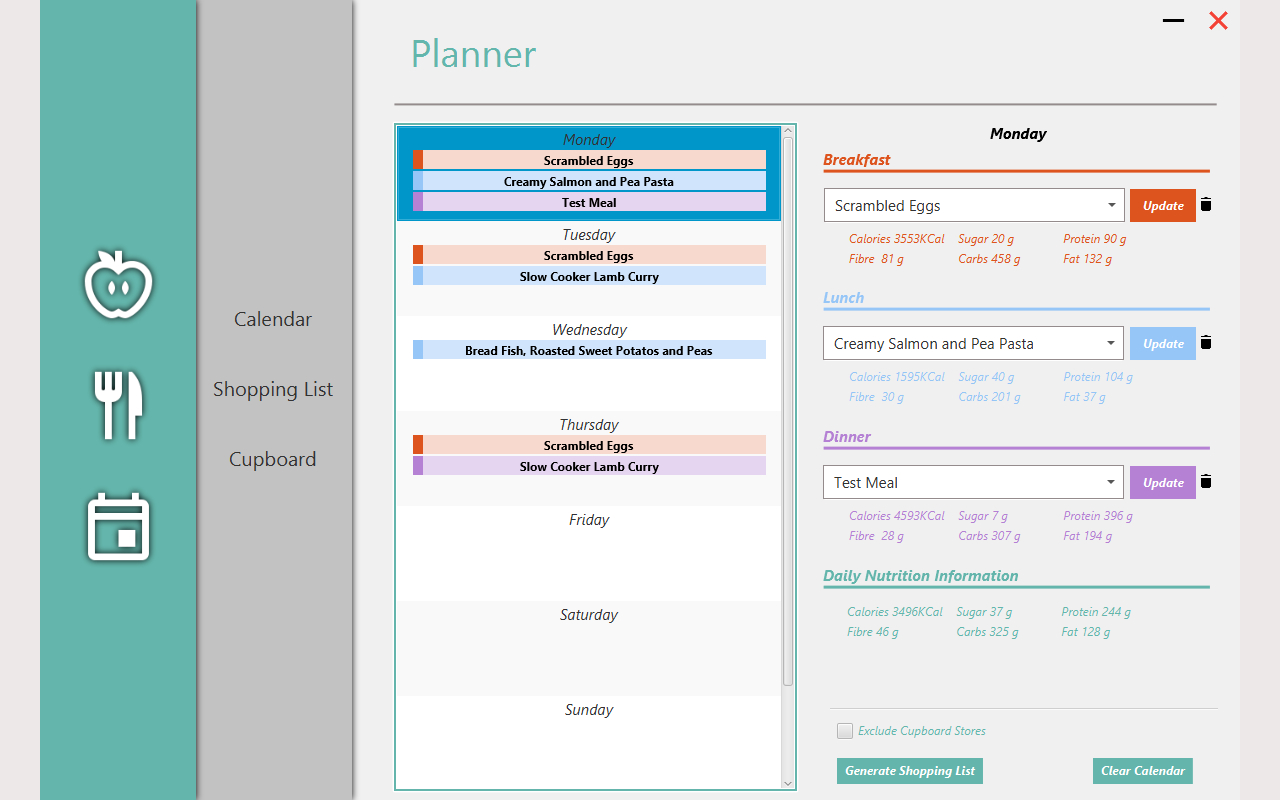 Planner
Calendar
Shopping List
Cupboard
Monday
Scrambled Eggs
Creamy Salmon and Pea Pasta
Test Meal
Tuesday
Scrambled Eggs
Slow Cooker Lamb Curry
Wednesday
Bread Fish, Roasted Sweet Potatos and Peas
Thursday
Scrambled Eggs
Slow Cooker Lamb Curry
Friday
Saturday
Sunday
Monday
Breakfast
Scrambled Eggs Update
Calories 3553KCal Sugar 20 g Protein 90 g
Fibre 81 g Carbs 458 g Fat 132 g
Lunch
Creamy Salmon and Pea Pasta Update
Calories 1595KCal Sugar 40 g Protein 104 g
Fibre 30 g Carbs 201 g Fat 37 g
Dinner
Test Meal Update
Calories 4593KCal Sugar 7 g Protein 396 g
Fibre 28 g Carbs 307 g Fat 194 g
Daily Nutrition Information
Calories 3496KCal Sugar 37 g Protein 244 g
Fibre 46 g Carbs 325 g Fat 128 g
Exclude Cupboard Stores
Generate Shopping List Clear Calendar